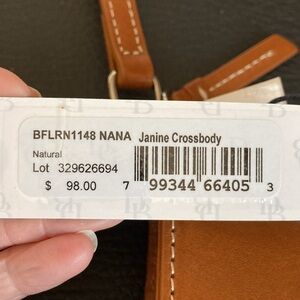 BFLRN1148 NANA Janine Crossbody
Natural
Lot 329626694
$ 98.00
7 99344 66405 3